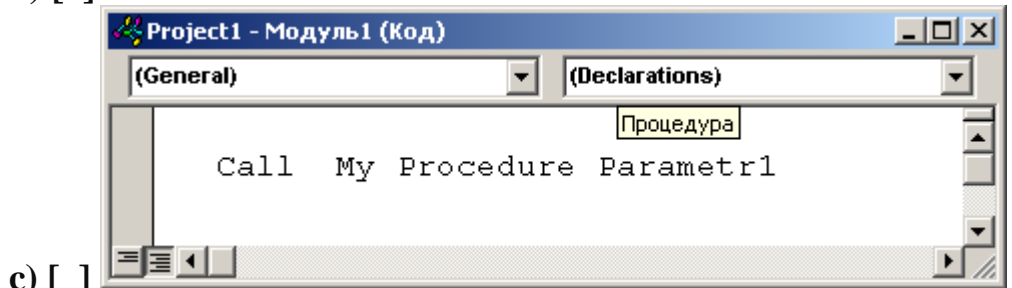 Project1 - Модуль1 (Код)
(General) (Declarations)
Процедура
Call My Procedure Parametr1
c) [ ]